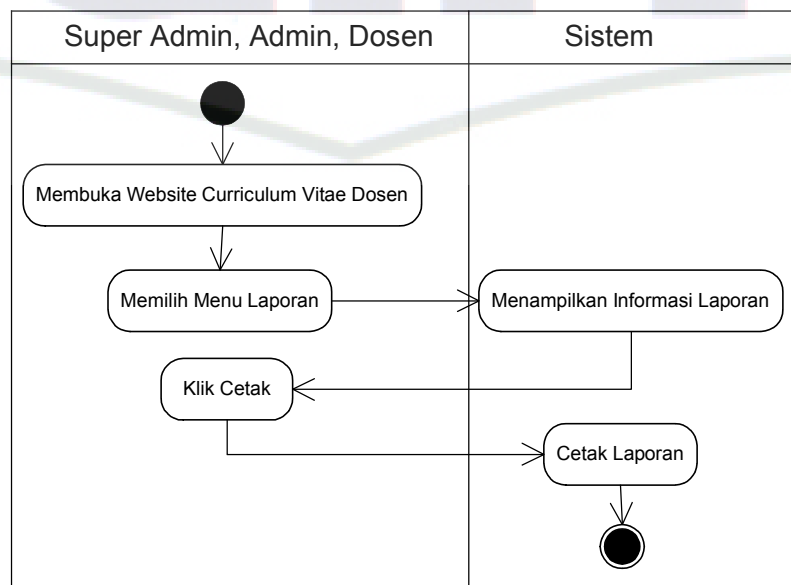 Super Admin, Admin, Dosen
Sistem
Membuka Website Curriculum Vitae Dosen
Memilih Menu Laporan
Menampilkan Informasi Laporan
Klik Cetak
Cetak Laporan